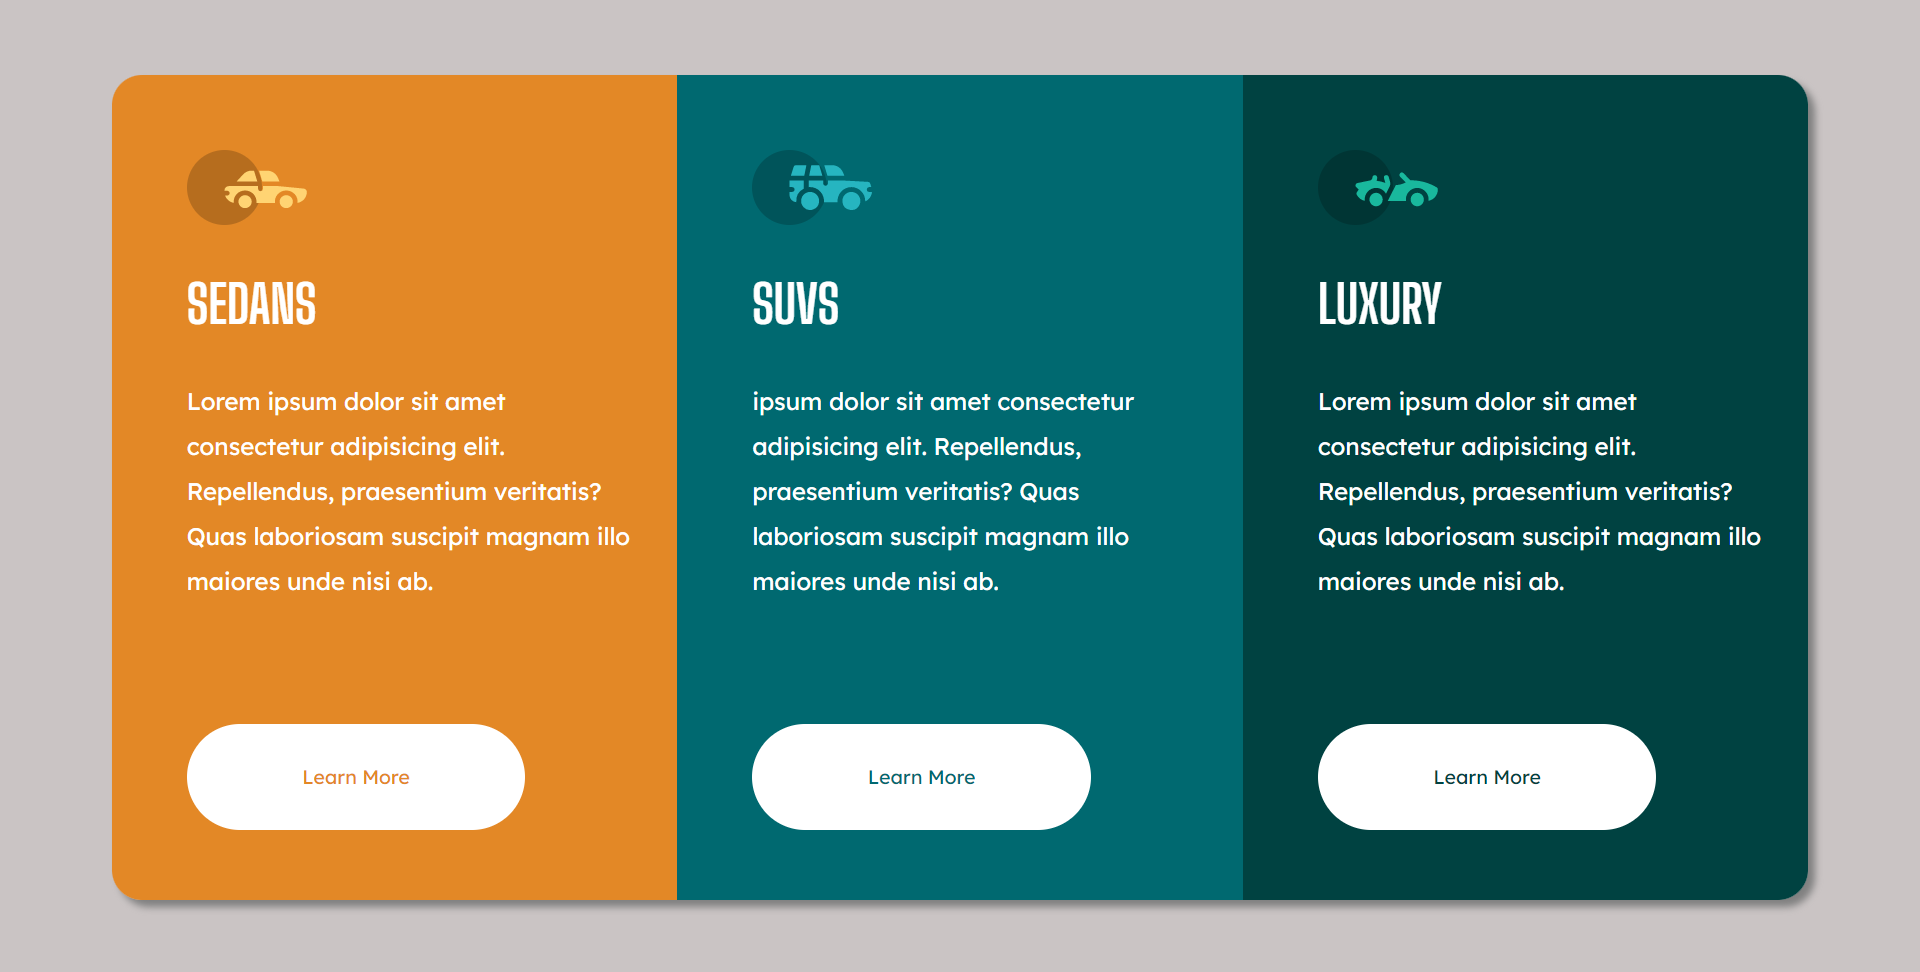 SEDANS
Lorem ipsum dolor sit amet
consectetur adipisicing elit.
Repellendus, praesentium veritatis?
Quas laboriosam suscipit magnam illo
maiores unde nisi ab.
Learn More
SUVS
ipsum dolor sit amet consectetur
adipisicing elit. Repellendus,
praesentium veritatis? Quas
laboriosam suscipit magnam illo
maiores unde nisi ab.
Learn More
LUXURY
Lorem ipsum dolor sit amet
consectetur adipisicing elit.
Repellendus, praesentium veritatis?
Quas laboriosam suscipit magnam illo
maiores unde nisi ab.
Learn More